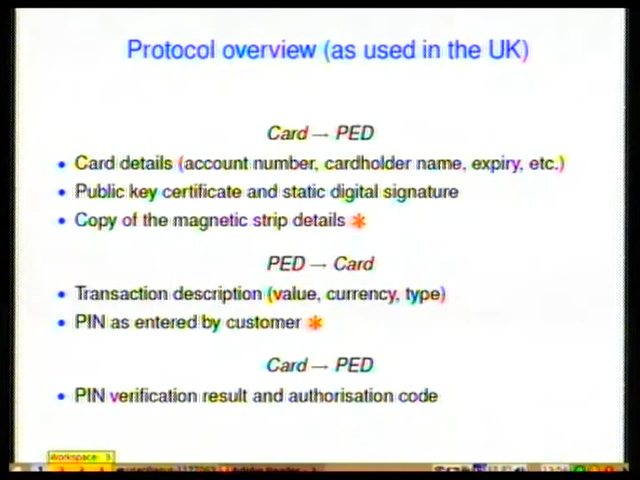 Protocol overview (as used in the UK)
Card → PED
• Card details (account number, cardholder name, expiry, etc.)
• Public key certificate and static digital signature
• Copy of the magnetic strip details *
PED → Card
• Transaction description (value, currency, type)
• PIN as entered by customer *
Card → PED
• PIN verification result and authorisation code
Workspace: 3